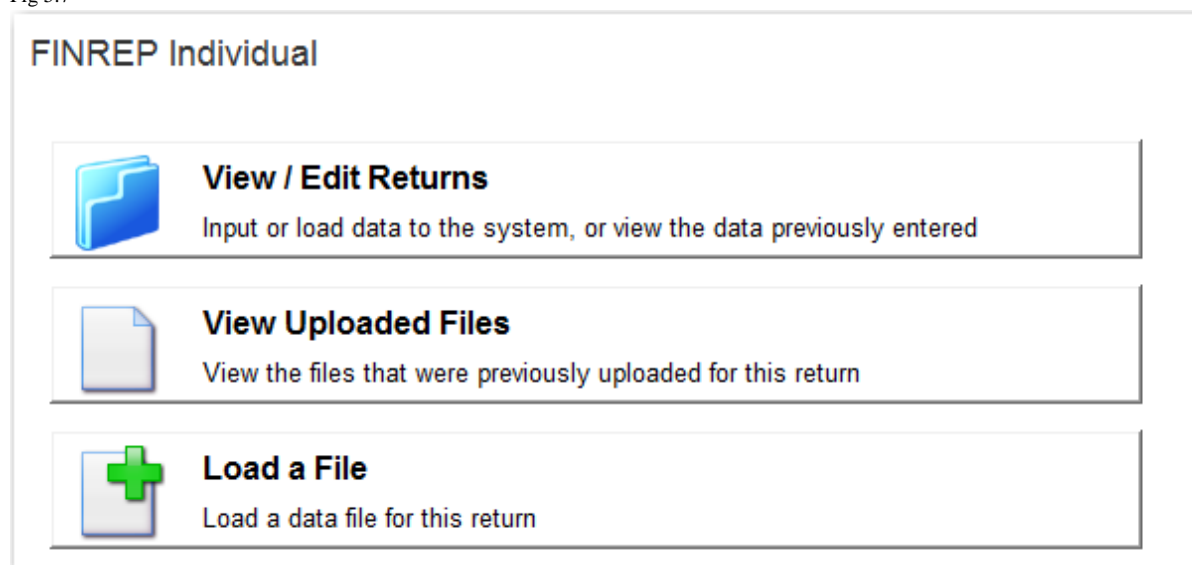 FINREP Individual
View / Edit Returns
Input or load data to the system, or view the data previously entered
View Uploaded Files
View the files that were previously uploaded for this return
Load a File
Load a data file for this return